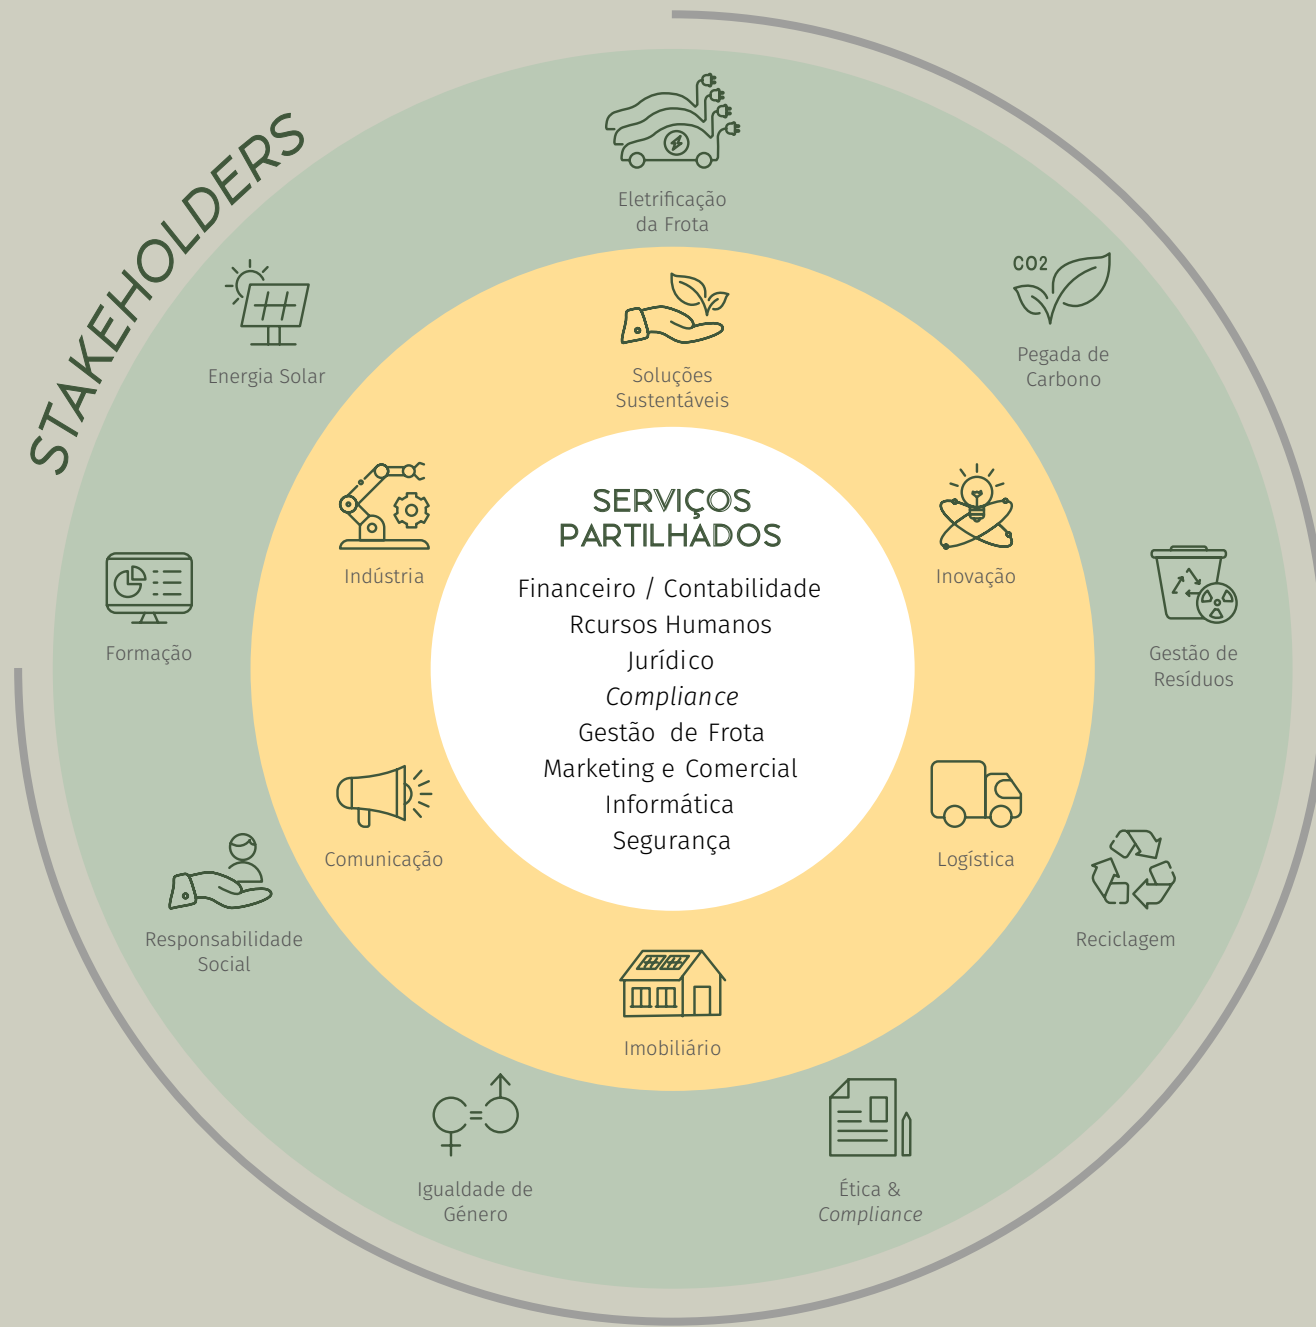 STAKEHOLDERS
Eletrificação
da Frota
CO2
Pegada de
Carbono
Energia Solar
Soluções
Sustentáveis
Indústria
Inovação
Formação
Gestão de
Resíduos
SERVIÇOS
PARTILHADOS
Financeiro / Contabilidade
Rcursos Humanos
Jurídico
Compliance
Gestão de Frota
Marketing e Comercial
Informática
Segurança
Comunicação
Logística
Responsabilidade
Social
Reciclagem
Imobiliário
Igualdade de
Género
Ética &
Compliance